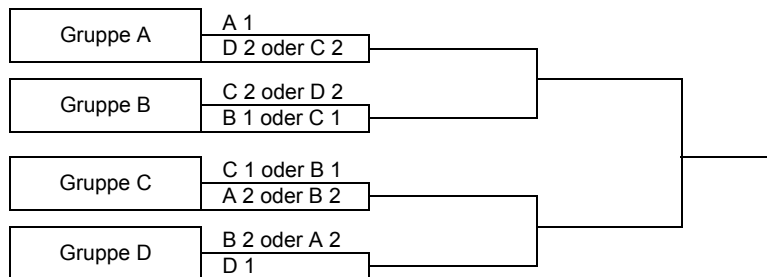 Gruppe A
A 1
D 2 oder C 2
Gruppe B
C 2 oder D 2
B 1 oder C 1
Gruppe C
C 1 oder B 1
A 2 oder B 2
Gruppe D
B 2 oder A 2
D 1